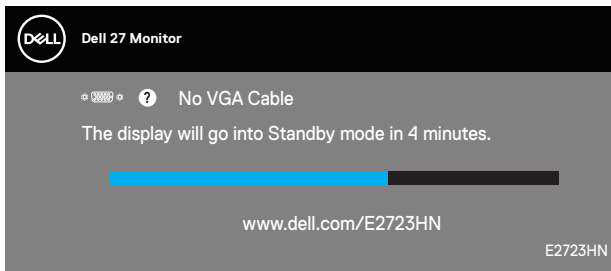 DELL Dell 27 Monitor
? No VGA Cable
The display will go into Standby mode in 4 minutes.
www.dell.com/E2723HN
E2723HN